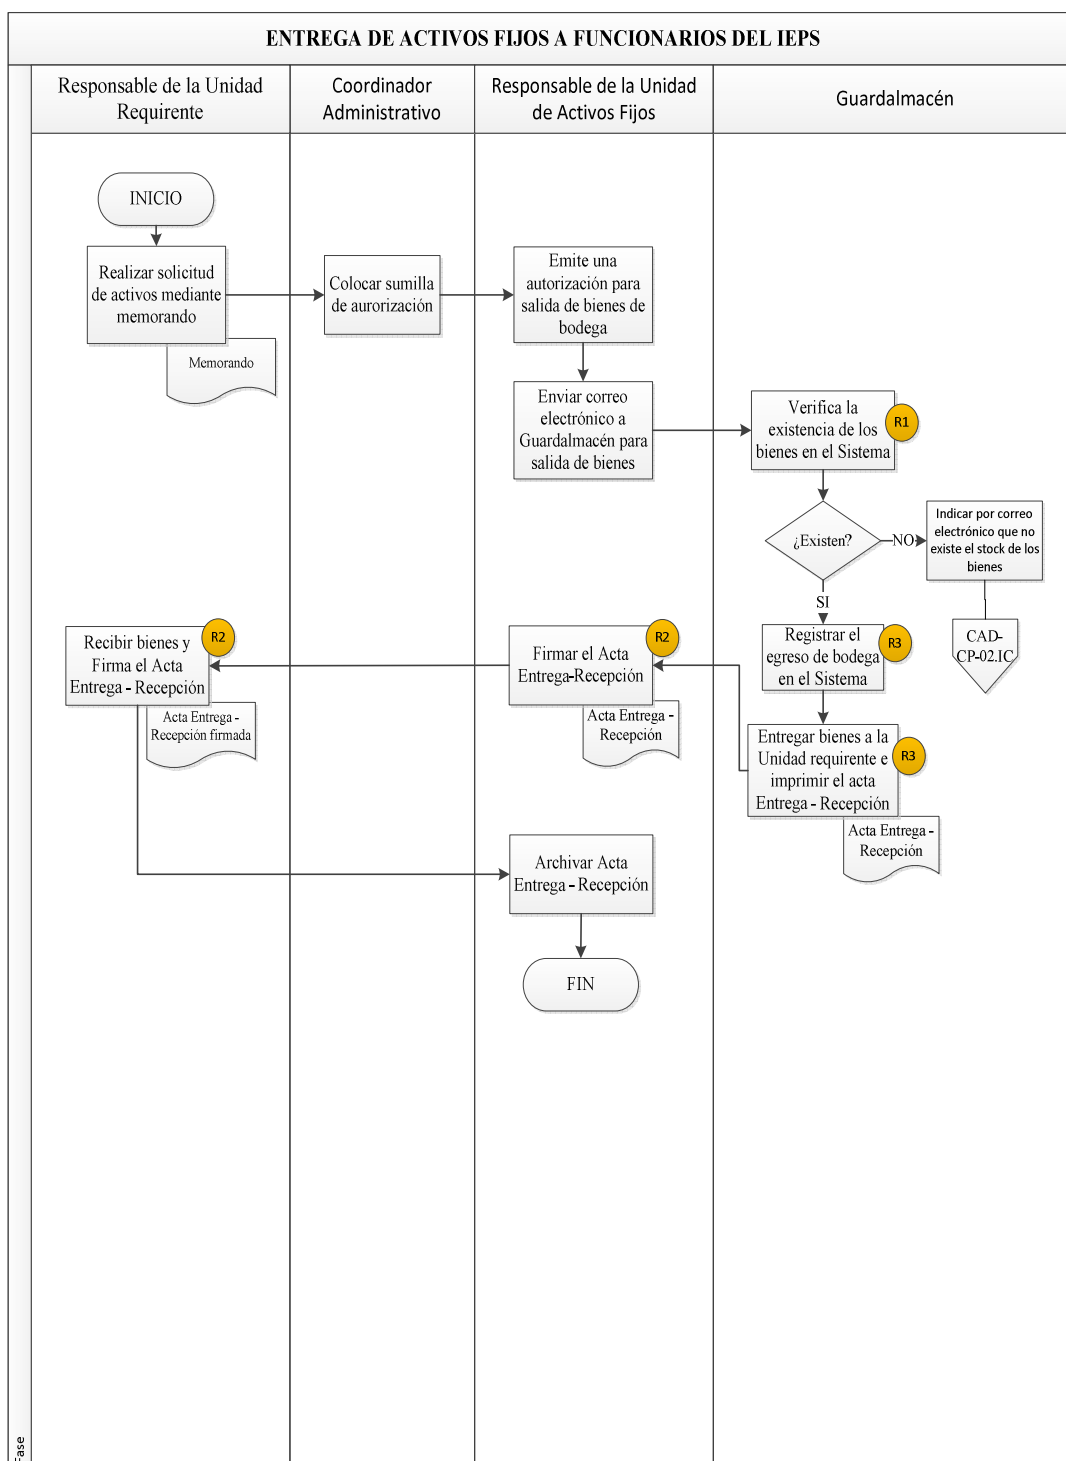 ENTREGA DE ACTIVOS FIJOS A FUNCIONARIOS DEL IEPS
Responsable de la Unidad
Requirente
Coordinador
Administrativo
Responsable de la Unidad
de Activos Fijos
Guardalmacén
INICIO
Realizar solicitud
de activos mediante
memorando
Memorando
Colocar sumilla
de aurorización
Emite una
autorización para
salida de bienes de
bodega
Enviar correo
electrónico a
Guardalmacén para
salida de bienes
Verifica la
existencia de los
bienes en el Sistema
R1
¿Existen?
NO
Indicar por correo
electrónico que no
existe el stock de los
bienes
CAD-
CP-02.IC
SI
Registrar el
egreso de bodega
en el Sistema
R3
Entregar bienes a la
Unidad requirente e
imprimir el acta
Entrega - Recepción
R3
Acta Entrega -
Recepción
Firmar el Acta
Entrega-Recepción
R2
Acta Entrega -
Recepción
Recibir bienes y
Firma el Acta
Entrega - Recepción
R2
Acta Entrega -
Recepción firmada
Archivar Acta
Entrega - Recepción
FIN
Fase